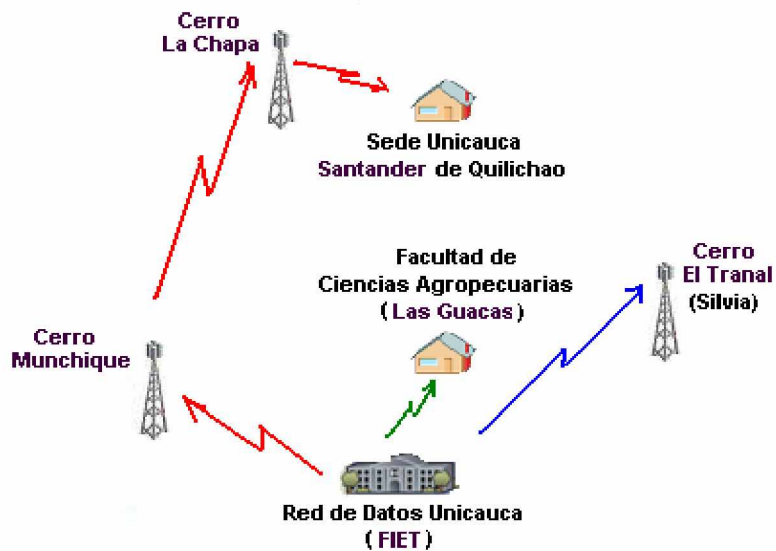 Cerro
La Chapa
Sede Unicauca
Santander de Quilichao
Facultad de
Ciencias Agropecuarias
( Las Guacas )
Cerro
El Tranal
(Silvia)
Cerro
Munchique
Red de Datos Unicauca
( FIET )